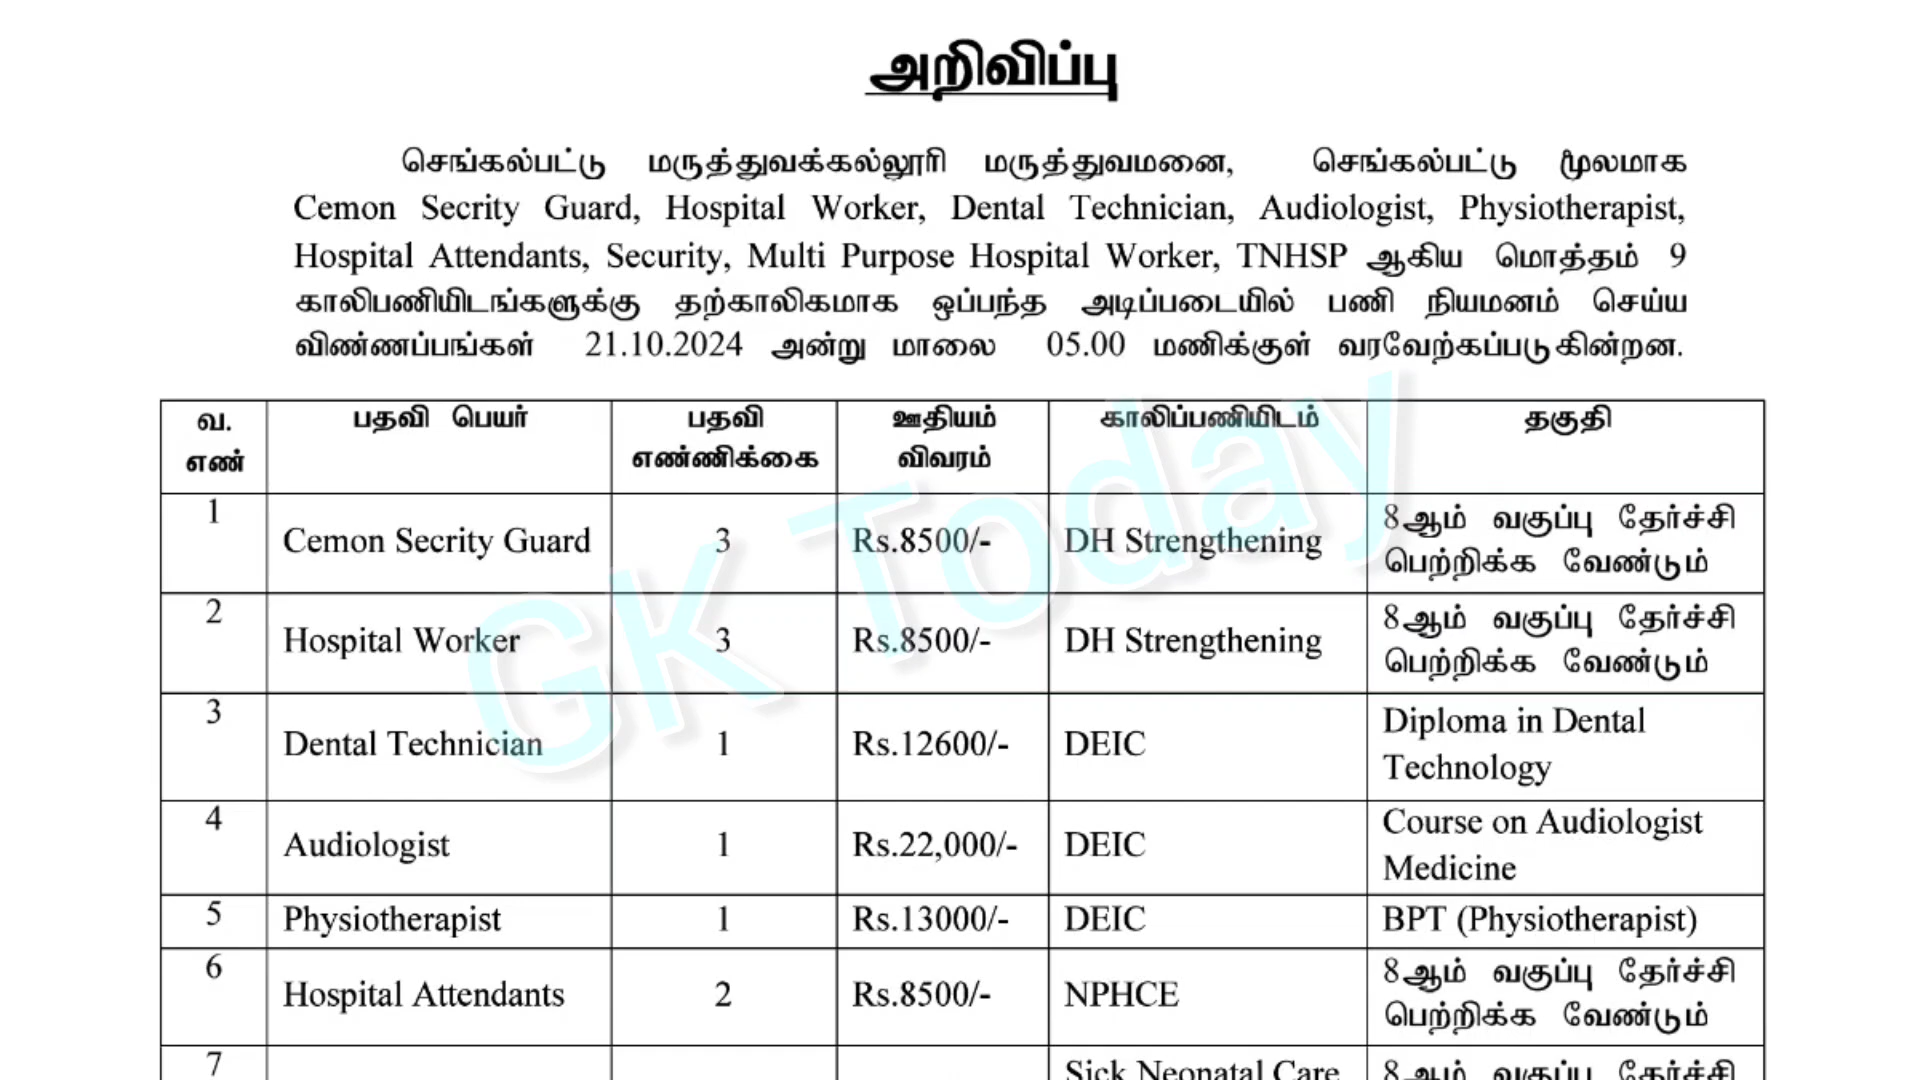 அறிவிப்பு
செங்கல்பட்டு மருத்துவக்கல்லூரி மருத்துவமனை, செங்கல்பட்டு மூலமாக
Cemon Secrity Guard, Hospital Worker, Dental Technician, Audiologist, Physiotherapist,
Hospital Attendants, Security, Multi Purpose Hospital Worker, TNHSP ஆகிய மொத்தம் 9
காலிபணியிடங்களுக்கு தற்காலிகமாக ஒப்பந்த அடிப்படையில் பணி நியமனம் செய்ய
விண்ணப்பங்கள் 21.10.2024 அன்று மாலை 05.00 மணிக்குள் வரவேற்கப்படுகின்றன.
வ. பதவி பெயர் பதவி ஊதியம் காலிப்பணியிடம் தகுதி
எண் எண்ணிக்கை விவரம்
1 Cemon Secrity Guard 3 Rs.8500/- DH Strengthening 8ஆம் வகுப்பு தேர்ச்சி
பெற்றிக்க வேண்டும்
2 Hospital Worker 3 Rs.8500/- DH Strengthening 8ஆம் வகுப்பு தேர்ச்சி
பெற்றிக்க வேண்டும்
3 Dental Technician 1 Rs.12600/- DEIC Diploma in Dental
Technology
4 Audiologist 1 Rs.22,000/- DEIC Course on Audiologist
Medicine
5 Physiotherapist 1 Rs.13000/- DEIC BPT (Physiotherapist)
6 Hospital Attendants 2 Rs.8500/- NPHCE 8ஆம் வகுப்பு தேர்ச்சி
பெற்றிக்க வேண்டும்
7 Sick Neonatal Care 8ஆம் வகுப்பு தேர்ச்சி
GK Today